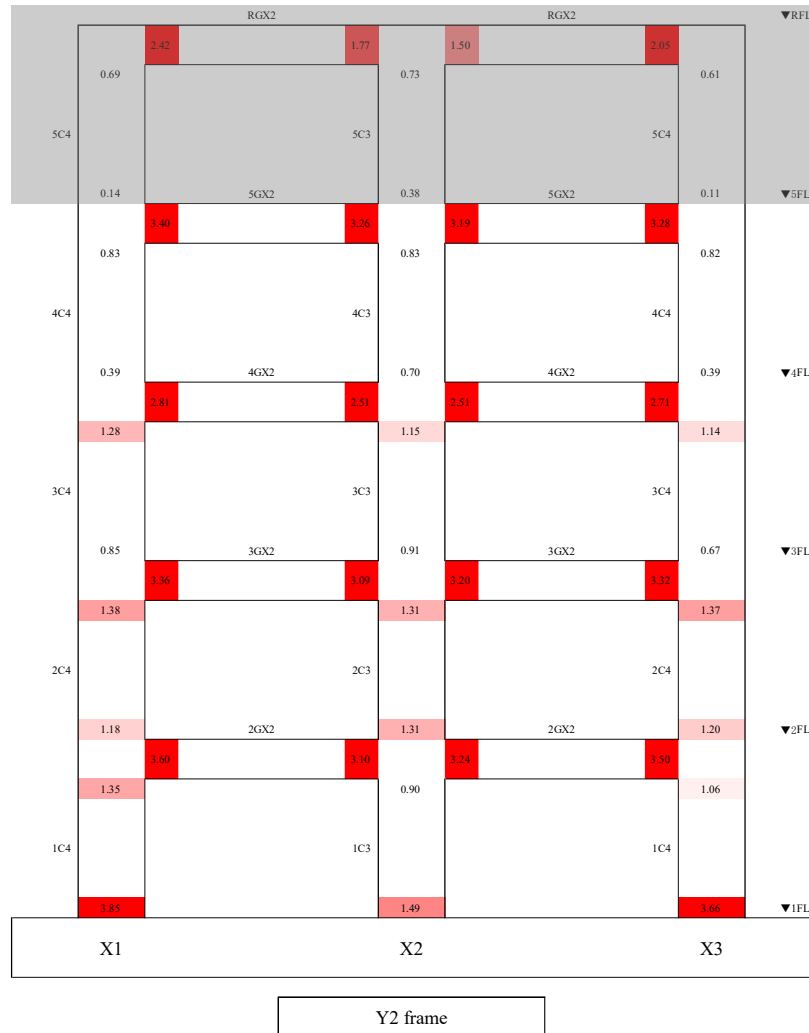 RGX2 RGX2 ▼RFL
2.42 1.77 1.50 2.05
0.69 0.73 0.61
5C4 5C3 5C4
0.14 5GX2 0.38 5GX2 0.11 ▼5FL
3.40 3.26 3.19 3.28
0.83 0.83 0.82
4C4 4C3 4C4
0.39 4GX2 0.70 4GX2 0.39 ▼4FL
2.81 2.51 2.51 2.71
1.28 1.15 1.14
3C4 3C3 3C4
0.85 3GX2 0.91 3GX2 0.67 ▼3FL
3.36 3.09 3.20 3.32
1.38 1.31 1.37
2C4 2C3 2C4
1.18 2GX2 1.31 2GX2 1.20 ▼2FL
3.60 3.10 3.24 3.50
1.35 0.90 1.06
1C4 1C3 1C4
3.85 1.49 3.66 ▼1FL
X1 X2 X3
Y2 frame